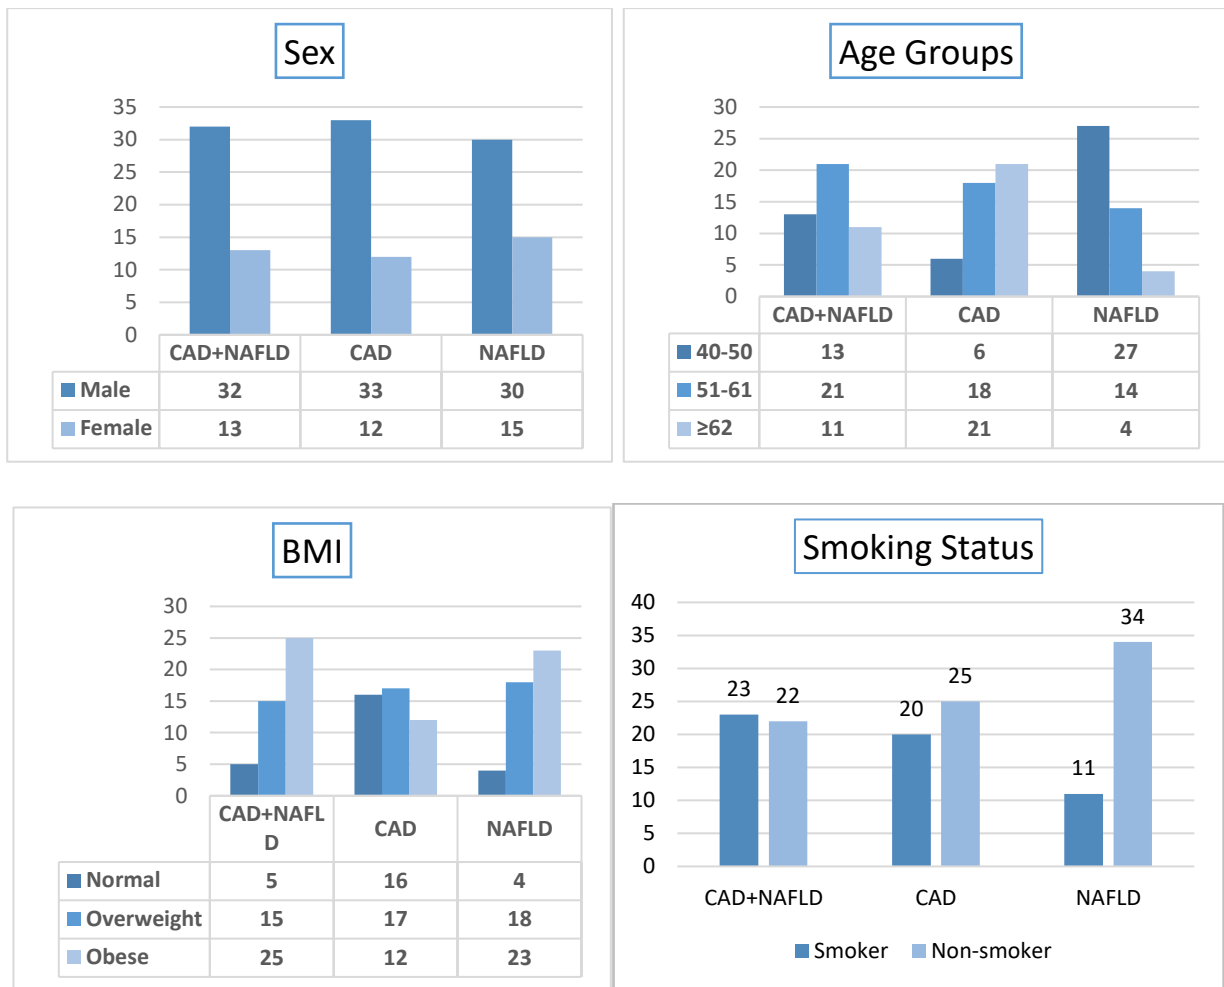 Sex
35
30
25
20
15
10
5
0
CAD+NAFLD CAD NAFLD
Male 32 33 30
Female 13 12 15
Age Groups
30
25
20
15
10
5
0
CAD+NAFLD CAD NAFLD
40-50 13 6 27
51-61 21 18 14
≥62 11 21 4
BMI
30
25
20
15
10
5
0
CAD+NAFL
D CAD NAFLD
Normal 5 16 4
Overweight 15 17 18
Obese 25 12 23
Smoking Status
40
35
30
25
20
15
10
5
0
23 22 20 25 11 34
CAD+NAFLD CAD NAFLD
Smoker Non-smoker